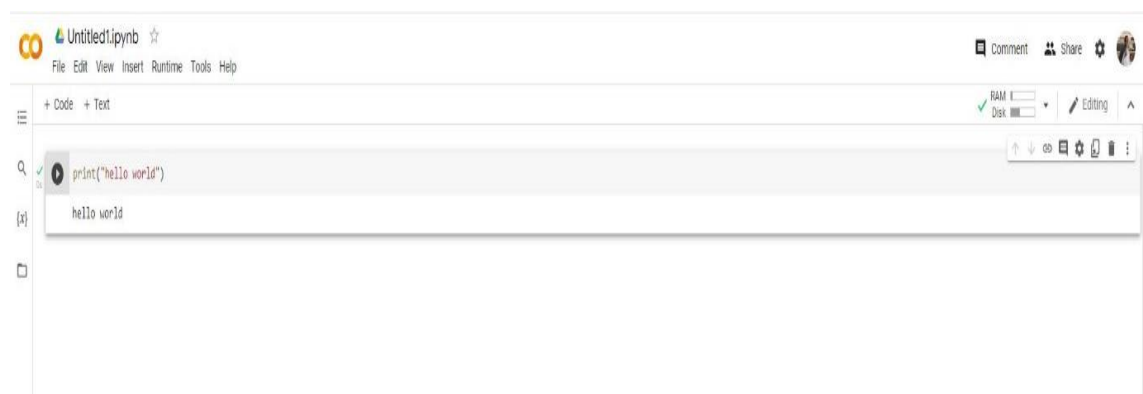 CO Untitled1.ipynb
File Edit View Insert Runtime Tools Help
Comment Share
+ Code + Text
RAM
Disk
Editing
print("hello world")
hello world
{x}